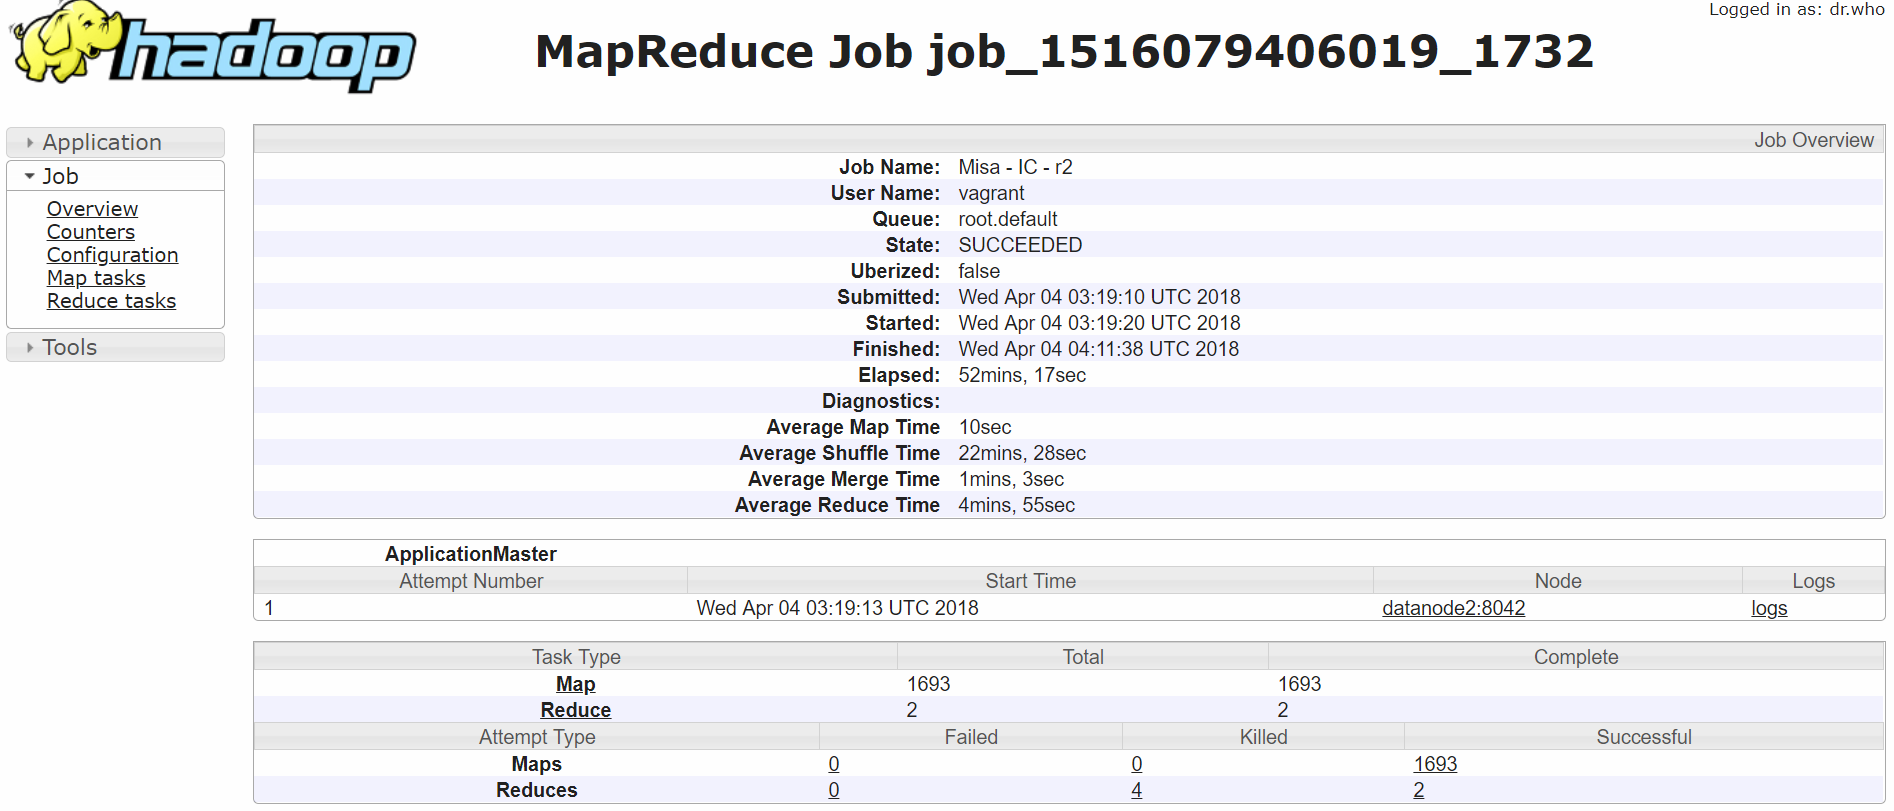 Logged in as: dr.who
hadoop
MapReduce Job job_1516079406019_1732
Application
Job
Overview
Counters
Configuration
Map tasks
Reduce tasks
Tools
Job Overview
Job Name: Misa - IC - r2
User Name: vagrant
Queue: root.default
State: SUCCEEDED
Uberized: false
Submitted: Wed Apr 04 03:19:10 UTC 2018
Started: Wed Apr 04 03:19:20 UTC 2018
Finished: Wed Apr 04 04:11:38 UTC 2018
Elapsed: 52mins, 17sec
Diagnostics:
Average Map Time 10sec
Average Shuffle Time 22mins, 28sec
Average Merge Time 1mins, 3sec
Average Reduce Time 4mins, 55sec
ApplicationMaster
Attempt Number Start Time Node Logs
1 Wed Apr 04 03:19:13 UTC 2018 datanode2:8042 logs
Task Type Total Complete
Map 1693 1693
Reduce 2 2
Attempt Type Failed Killed Successful
Maps 0 0 1693
Reduces 0 4 2